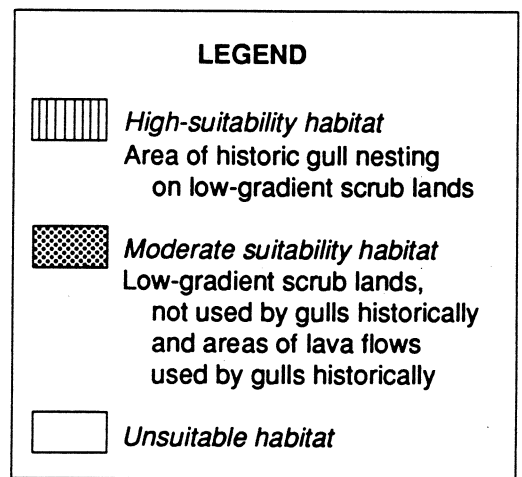 LEGEND
High-suitability habitat
Area of historic gull nesting
on low-gradient scrub lands
Moderate suitability habitat
Low-gradient scrub lands,
not used by gulls historically
and areas of lava flows
used by gulls historically
Unsuitable habitat